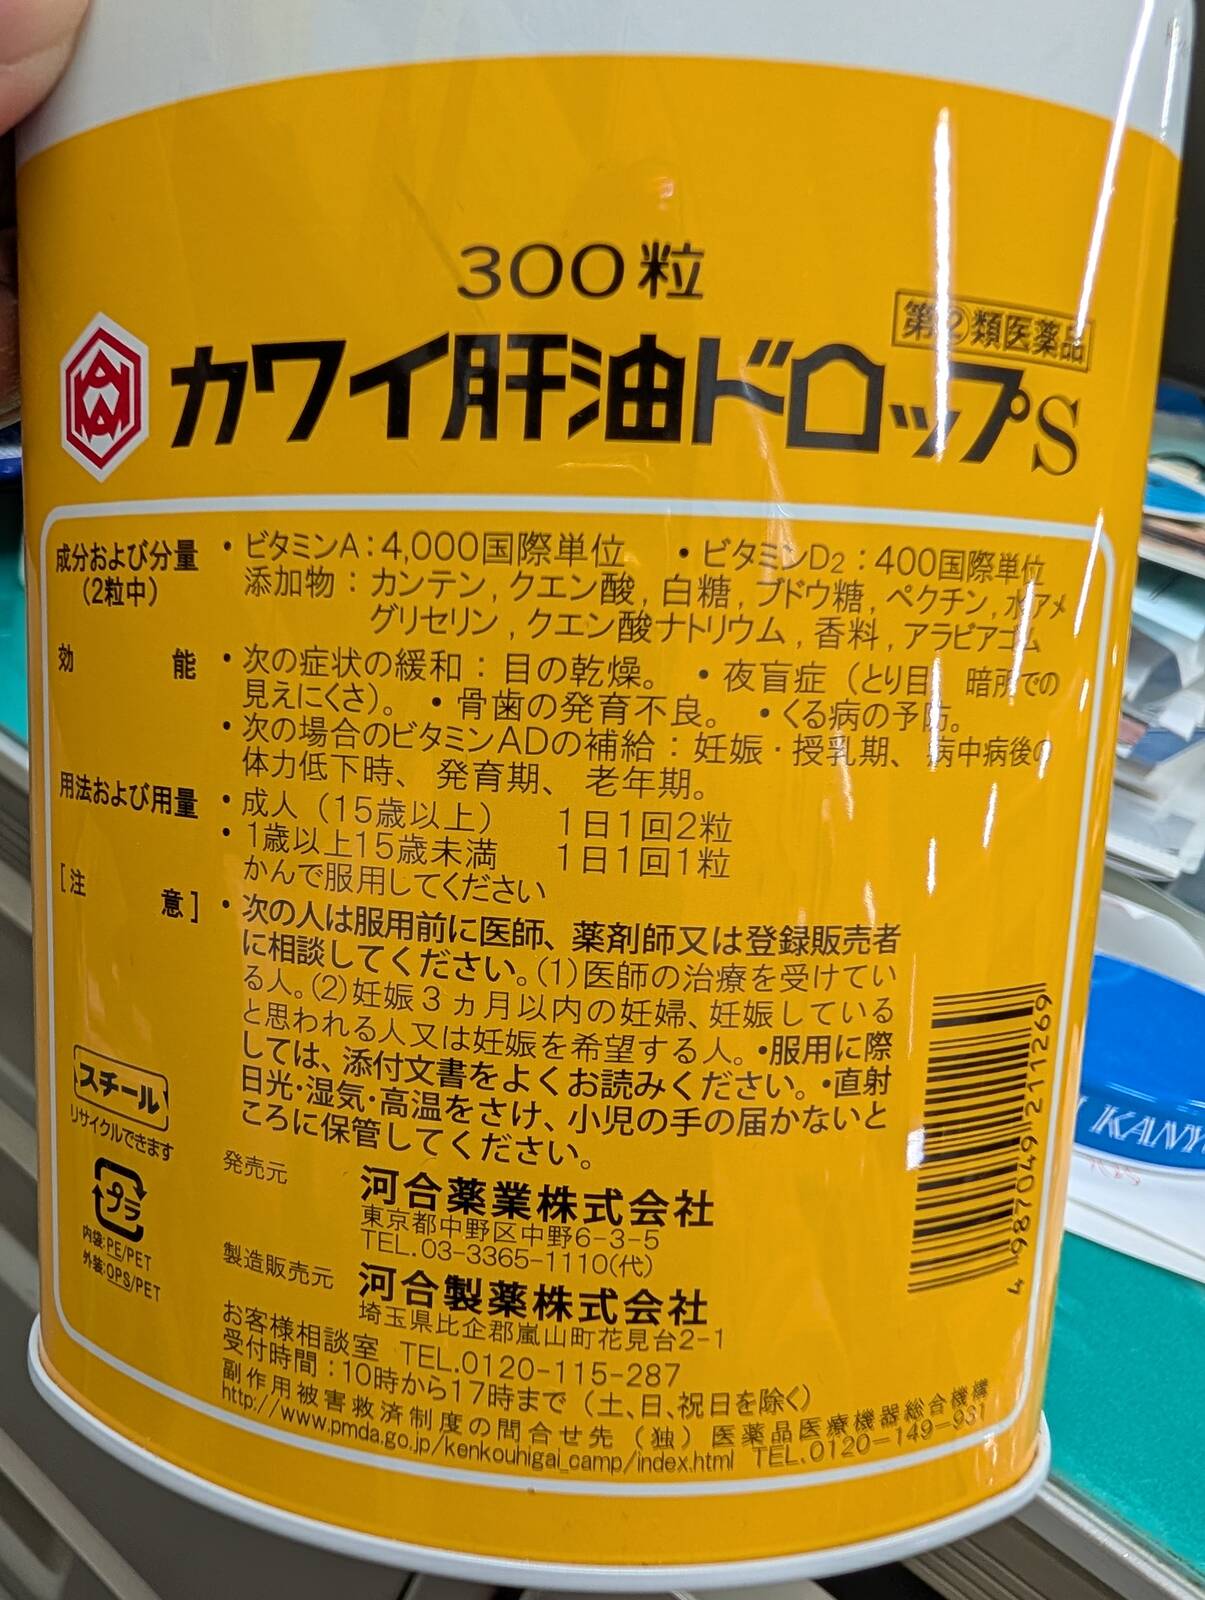 300粒
第②類医薬品
カワイ肝油ドロップS
成分および分量
(2粒中)
・ビタミンA：4,000国際単位 ・ビタミンD2：400国際単位
添加物：カンテン,クエン酸,白糖,ブドウ糖,ペクチン,水アメ
グリセリン,クエン酸ナトリウム,香料,アラビアゴム
効能
・次の症状の緩和：目の乾燥。 ・夜盲症（とり目、暗所での
見えにくさ）。 ・骨歯の発育不良。 ・くる病の予防。
・次の場合のビタミンADの補給：妊娠・授乳期、病中病後の
体力低下時、発育期、老年期。
用法および用量
・成人（15歳以上） 1日1回2粒
・1歳以上15歳未満 1日1回1粒
かんで服用してください
[注意]
・次の人は服用前に医師、薬剤師又は登録販売者
に相談してください。(1)医師の治療を受けてい
る人。(2)妊娠3ヵ月以内の妊婦、妊娠している
と思われる人又は妊娠を希望する人。・服用に際
しては、添付文書をよくお読みください。・直射
日光・湿気・高温をさけ、小児の手の届かないと
ころに保管してください。
スチール
リサイクルできます
プラ
内袋:PE/PET
外装:OPS/PET
発売元 河合薬業株式会社
東京都中野区中野6-3-5
TEL.03-3365-1110(代)
製造販売元 河合製薬株式会社
埼玉県比企郡嵐山町花見台2-1
お客様相談室 TEL.0120-115-287
受付時間：10時から17時まで（土、日、祝日を除く）
副作用被害救済制度の問合せ先（独）医薬品医療機器総合機構
http://www.pmda.go.jp/kenkouhigai_camp/index.html TEL.0120-149-931
4987049211269